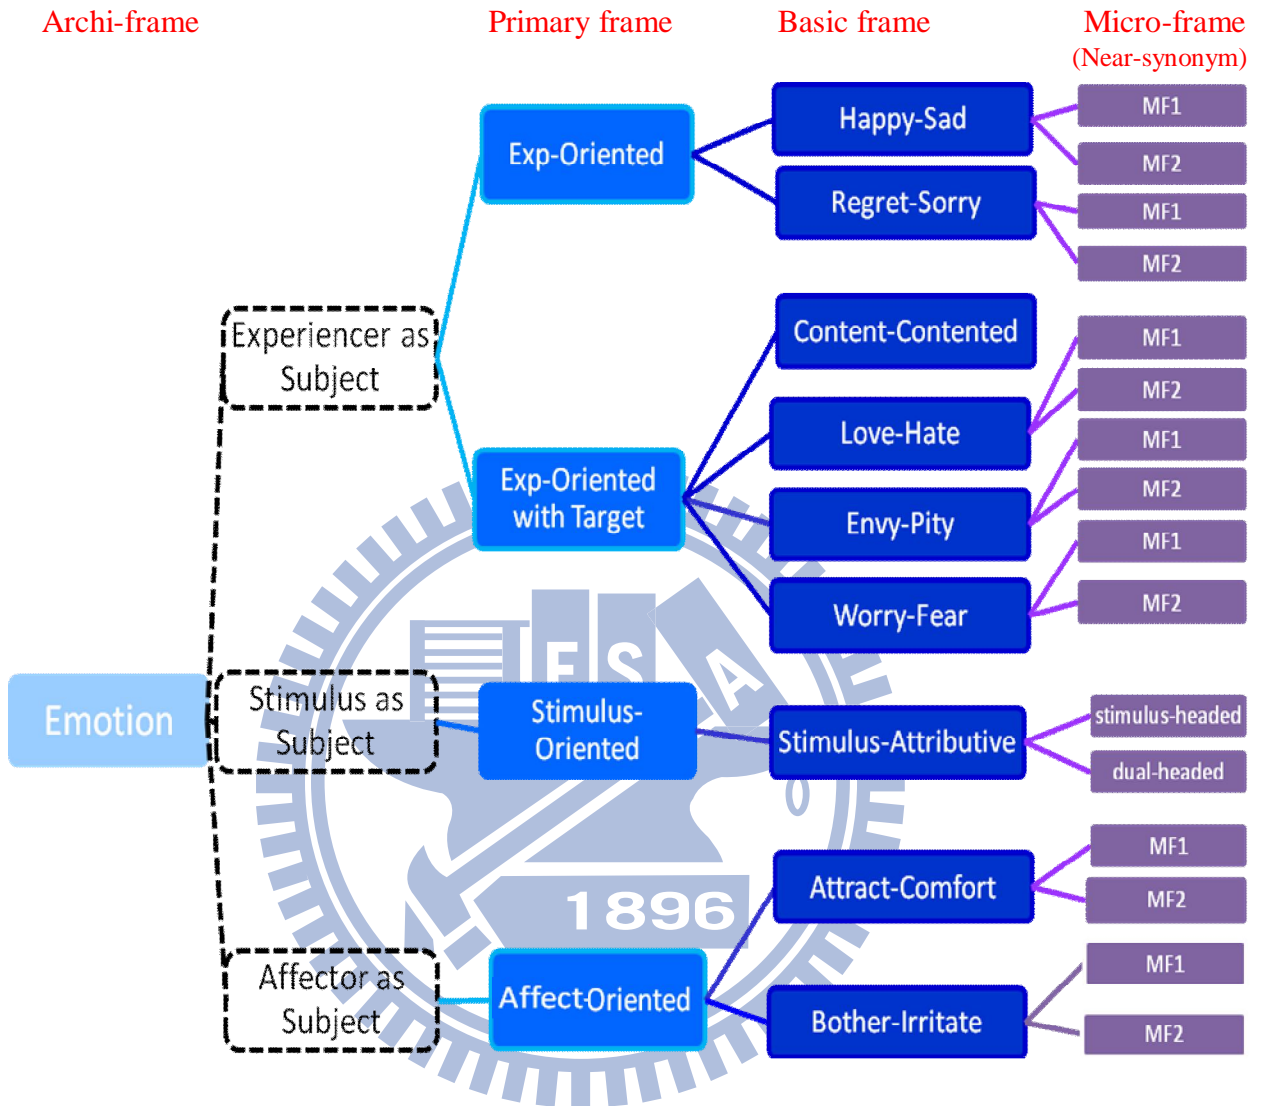 Archi-frame
Primary frame
Basic frame
Micro-frame
(Near-synonym)
Exp-Oriented
Happy-Sad
MF1
MF2
Regret-Sorry
MF1
MF2
Experiencer as
Subject
Exp-Oriented
with Target
Content-Contented
Love-Hate
MF1
MF2
Envy-Pity
MF1
MF2
Worry-Fear
MF1
MF2
ESA
Emotion
Stimulus as
Subject
Stimulus-
Oriented
Stimulus-Attributive
stimulus-headed
dual-headed
1896
Affector as
Subject
Affect-Oriented
Attract-Comfort
MF1
MF2
Bother-Irritate
MF1
MF2